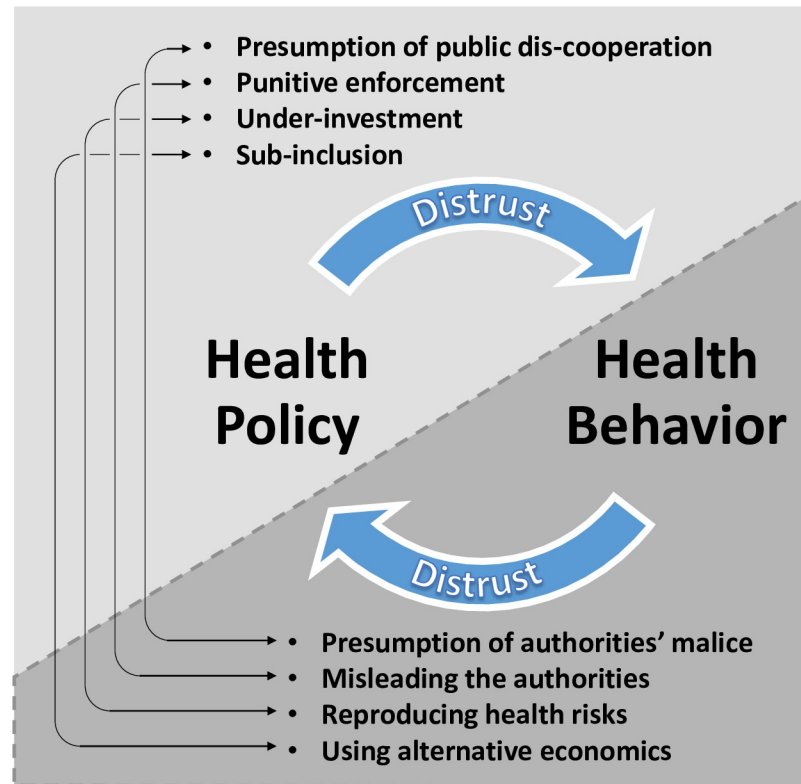 • Presumption of public dis-cooperation
• Punitive enforcement
• Under-investment
• Sub-inclusion
Distrust
Health
Policy
Health
Behavior
Distrust
• Presumption of authorities’ malice
• Misleading the authorities
• Reproducing health risks
• Using alternative economics